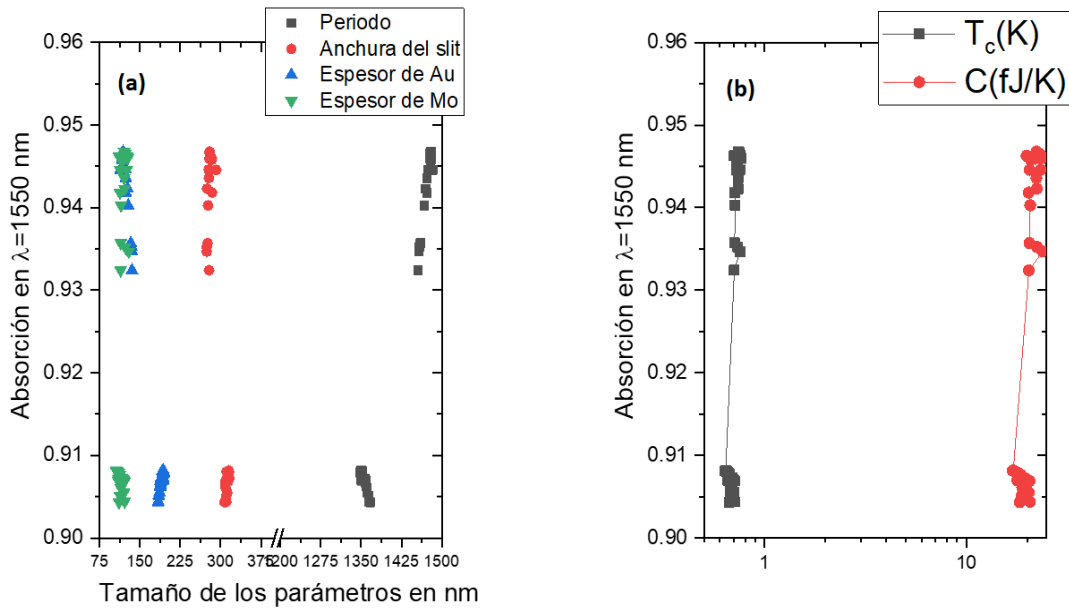 Periodo
Anchura del slit
Espesor de Au
Espesor de Mo
(a)
0.96
0.95
0.94
0.93
0.92
0.91
0.90
Absorción en λ=1550 nm
75 150 225 300 1275 1350 1425 1500
Tamaño de los parámetros en nm
T_c(K)
C(fJ/K)
(b)
0.96
0.95
0.94
0.93
0.92
0.91
0.90
Absorción en λ=1550 nm
1 10